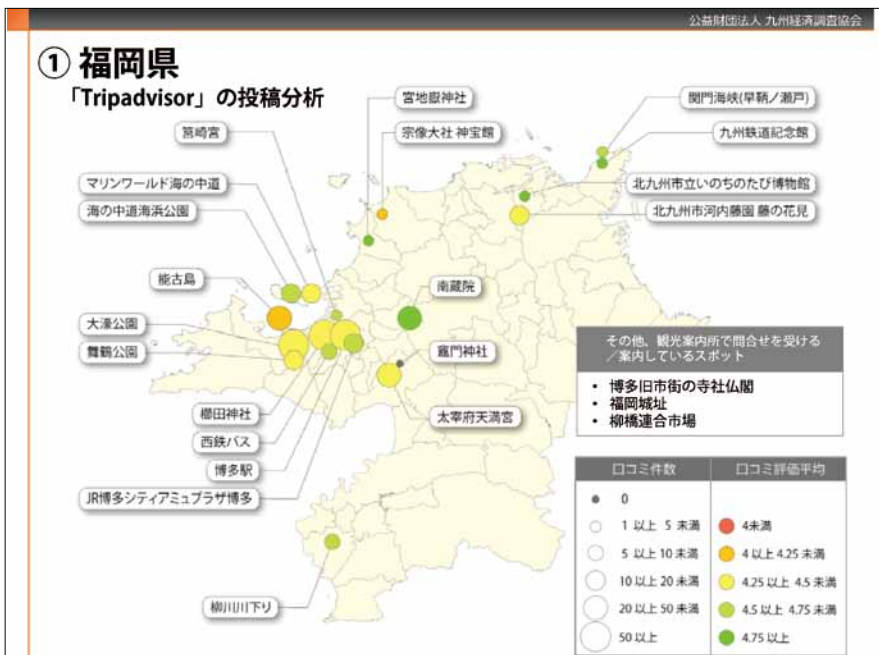 公益財団法人 九州経済調査協会
① 福岡県
「Tripadvisor」の投稿分析
宮地嶽神社
関門海峡(早鞆ノ瀬戸)
筥崎宮
宗像大社 神宝館
九州鉄道記念館
マリンワールド海の中道
北九州市立いのちのたび博物館
海の中道海浜公園
北九州市河内藤園 藤の花見
能古島
南蔵院
大濠公園
舞鶴公園
竈門神社
その他、観光案内所で問合せを受ける
／案内しているスポット
• 博多旧市街の寺社仏閣
• 福岡城址
• 柳橋連合市場
櫛田神社
太宰府天満宮
西鉄バス
博多駅
JR博多シティアミュプラザ博多
柳川川下り
口コミ件数 口コミ評価平均
0
1 以上 5 未満 4未満
5 以上 10 未満 4 以上 4.25 未満
10 以上 20 未満 4.25 以上 4.5 未満
20 以上 50 未満 4.5 以上 4.75 未満
50 以上 4.75 以上